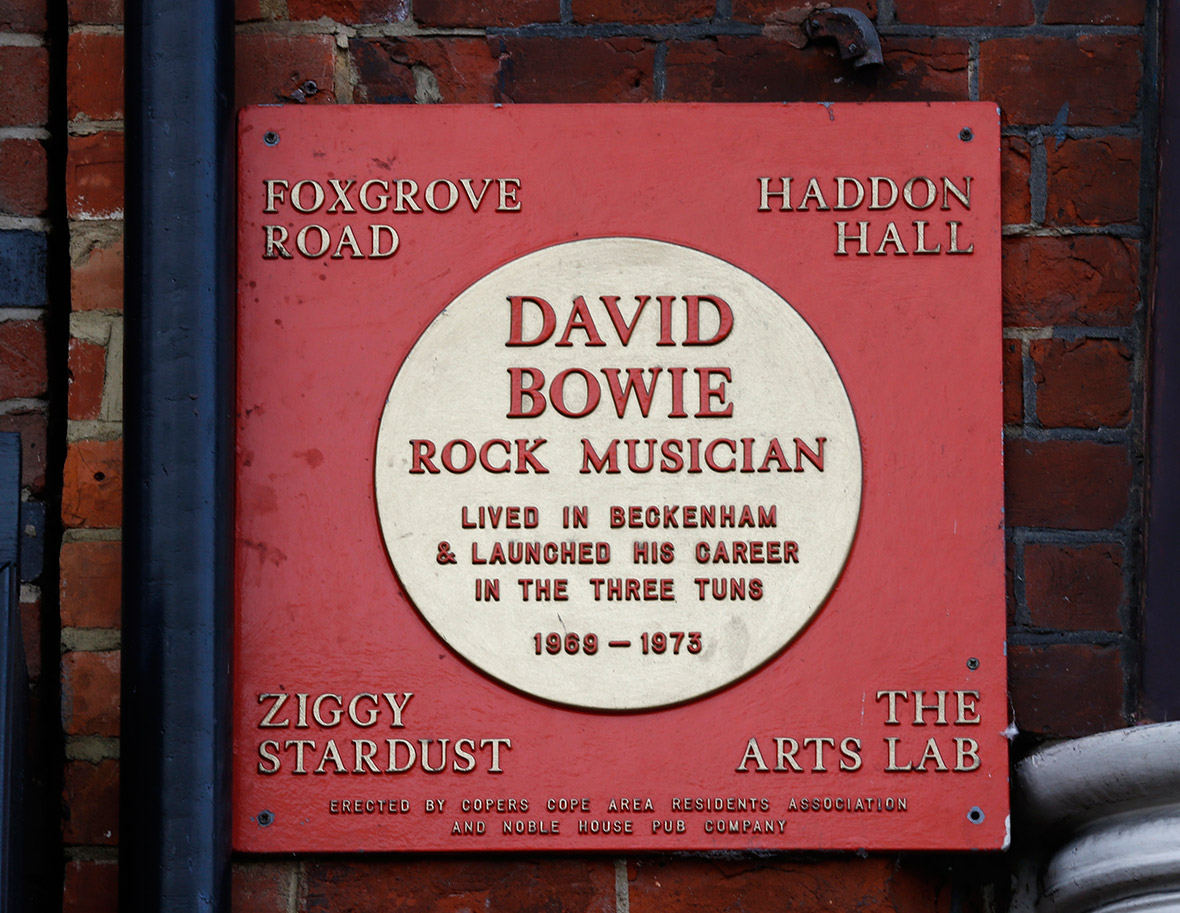 FOXGROVE
ROAD
HADDON
HALL
DAVID
BOWIE
ROCK MUSICIAN
LIVED IN BECKENHAM
& LAUNCHED HIS CAREER
IN THE THREE TUNS
1969 – 1973
ZIGGY
STARDUST
THE
ARTS LAB
ERECTED BY COPERS COPE AREA RESIDENTS ASSOCIATION
AND NOBLE HOUSE PUB COMPANY